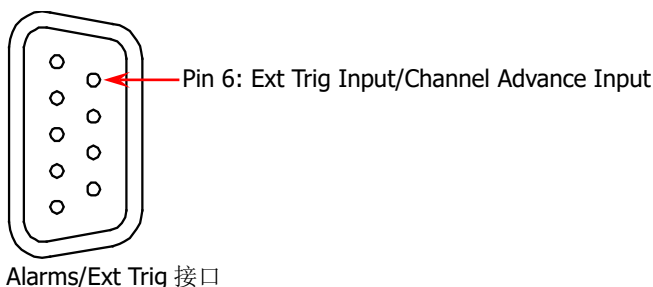 Pin 6: Ext Trig Input/Channel Advance Input
Alarms/Ext Trig 接口